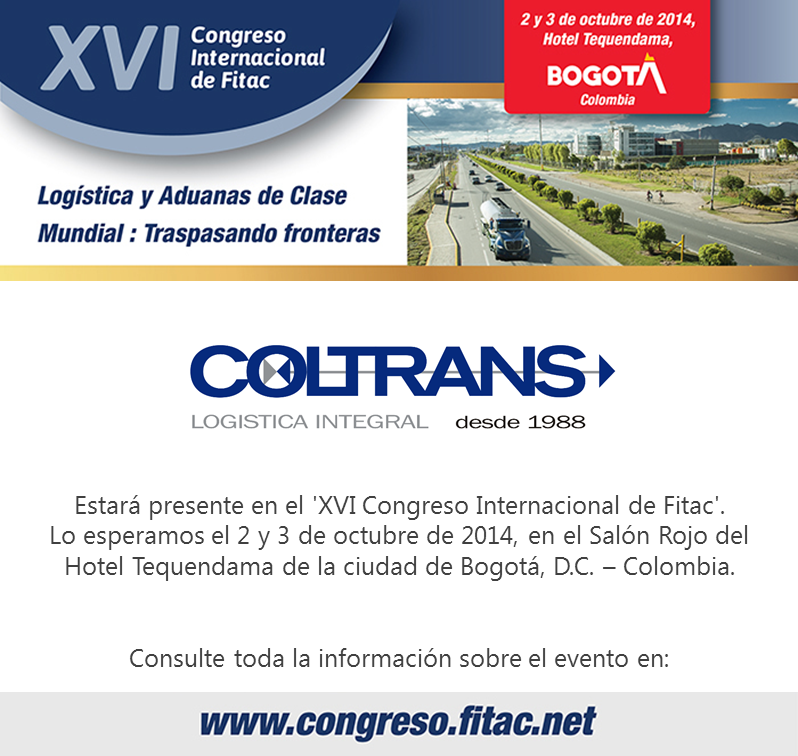 XVI Congreso
Internacional
de Fitac
2 y 3 de octubre de 2014,
Hotel Tequendama,
BOGOTÁ
Colombia
Logística y Aduanas de Clase
Mundial : Traspasando fronteras
COLTRANS
LOGISTICA INTEGRAL desde 1988
Estará presente en el 'XVI Congreso Internacional de Fitac'.
Lo esperamos el 2 y 3 de octubre de 2014, en el Salón Rojo del
Hotel Tequendama de la ciudad de Bogotá, D.C. – Colombia.
Consulte toda la información sobre el evento en:
www.congreso.fitac.net